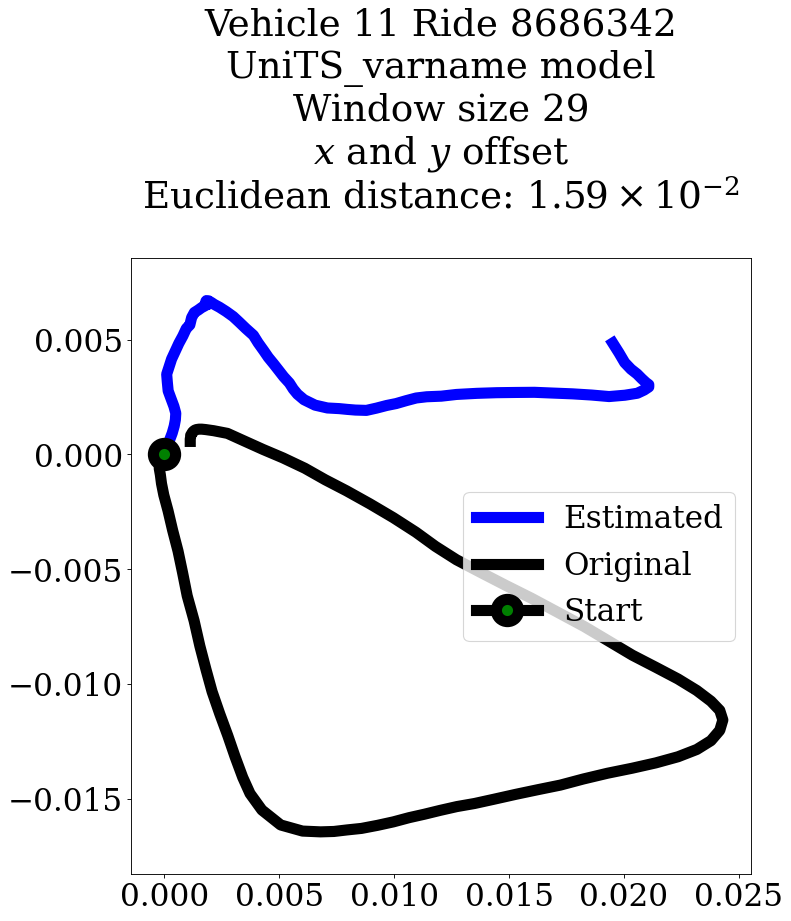 Vehicle 11 Ride 8686342
UniTS_varname model
Window size 29
x and y offset
Euclidean distance: 1.59 × 10⁻²
0.005
0.000
−0.005
−0.010
−0.015
Estimated
Original
Start
0.000 0.005 0.010 0.015 0.020 0.025